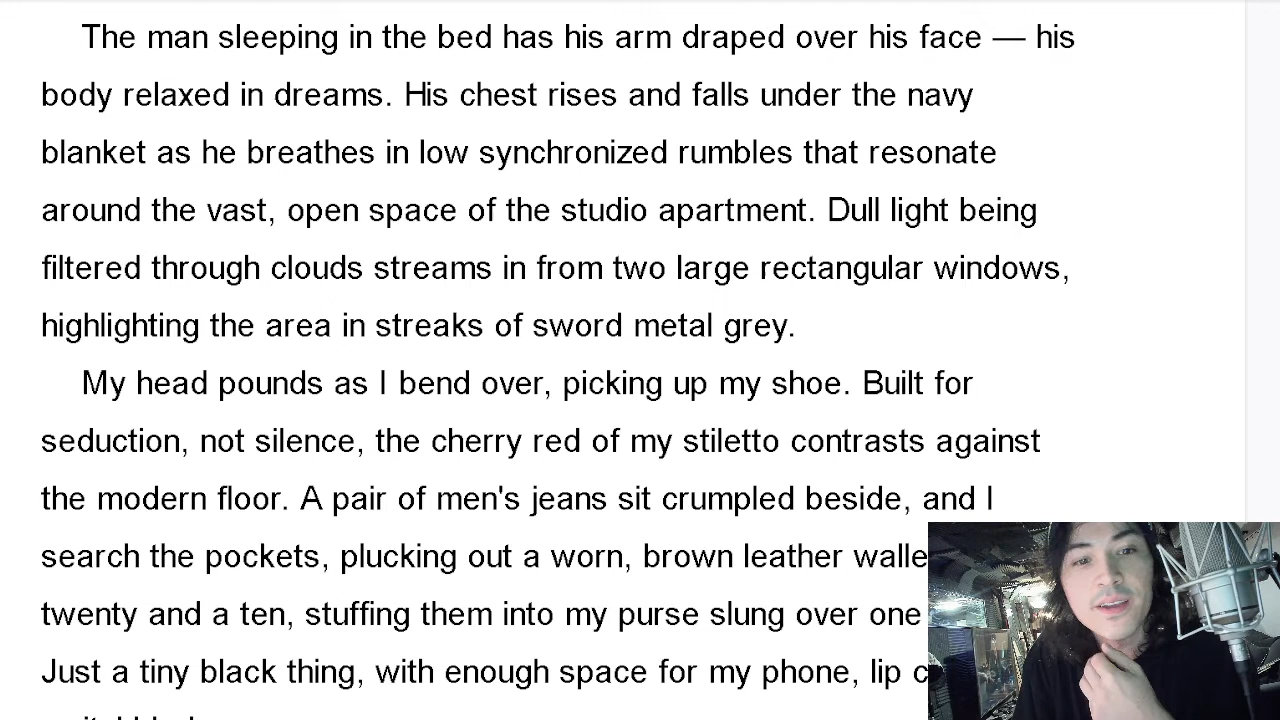 The man sleeping in the bed has his arm draped over his face — his
body relaxed in dreams. His chest rises and falls under the navy
blanket as he breathes in low synchronized rumbles that resonate
around the vast, open space of the studio apartment. Dull light being
filtered through clouds streams in from two large rectangular windows,
highlighting the area in streaks of sword metal grey.
My head pounds as I bend over, picking up my shoe. Built for
seduction, not silence, the cherry red of my stiletto contrasts against
the modern floor. A pair of men's jeans sit crumpled beside, and I
search the pockets, plucking out a worn, brown leather
twenty and a ten, stuffing them into my purse slung over one
Just a tiny black thing, with enough space for my phone, lip